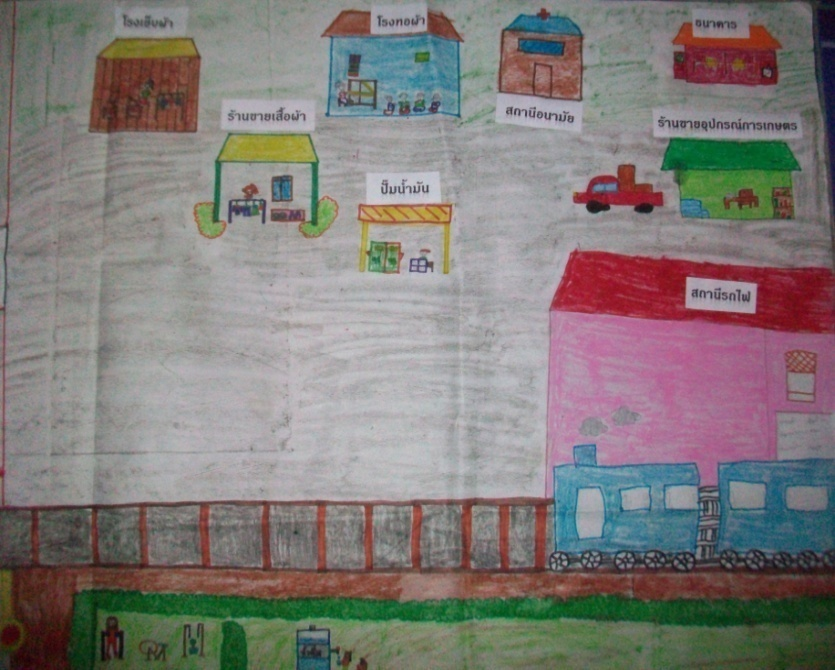 โรงเย็บผ้า
โรงทอผ้า
ธนาคาร
สถานีอนามัย
ร้านขายเสื้อผ้า
ร้านขายอุปกรณ์การเกษตร
ปั๊มน้ำมัน
สถานีรถไฟ